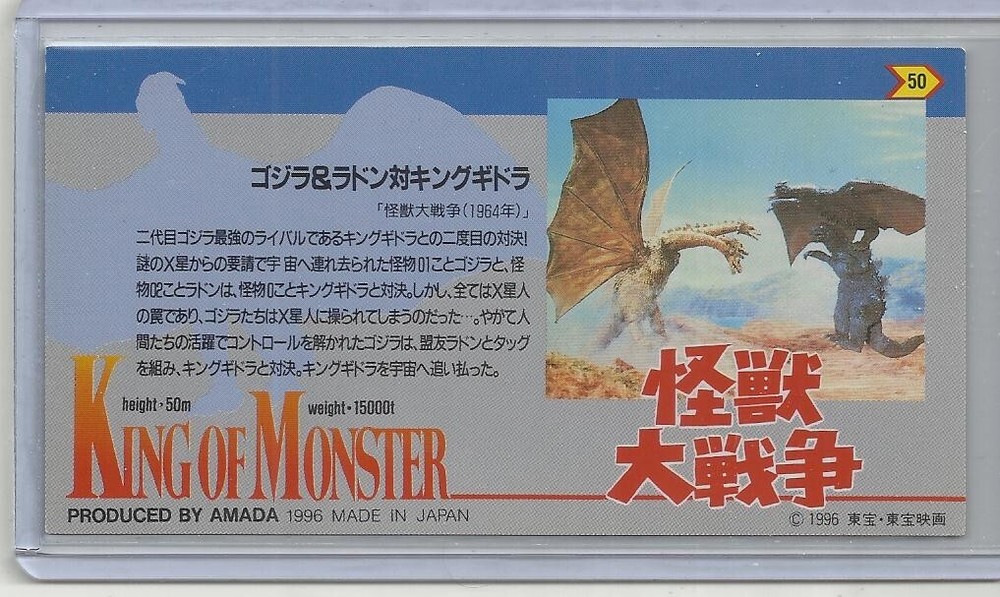 50
ゴジラ&ラドン対キングギドラ
「怪獣大戦争(1964年)」
二代目ゴジラ最強のライバルであるキングギドラとの二度目の対決!
謎のX星からの要請で宇宙へ連れ去られた怪物01ことゴジラと、怪
物02ことラドンは、怪物0ことキングギドラと対決。しかし、全てはX星人
の罠であり、ゴジラたちはX星人に操られてしまうのだった…。やがて人
間たちの活躍でコントロールを解かれたゴジラは、盟友ラドンとタッグ
を組み、キングギドラと対決。キングギドラを宇宙へ追い払った。
height・50m weight・15000t
KING OF MONSTER
怪獣
大戦争
PRODUCED BY AMADA 1996 MADE IN JAPAN
© 1996 東宝・東宝映画